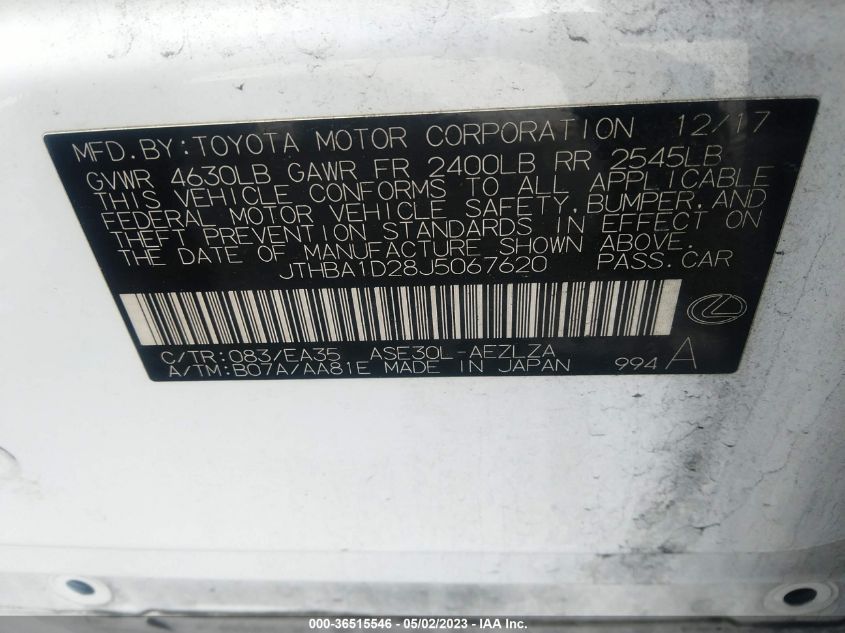 MFD.BY:TOYOTA MOTOR CORPORATION 12/17
GVWR 4630LB GAWR FR 2400LB RR 2545LB
THIS VEHICLE CONFORMS TO ALL APPLICABLE
FEDERAL MOTOR VEHICLE SAFETY,BUMPER,AND
THEFT PREVENTION STANDARDS IN EFFECT ON
THE DATE OF MANUFACTURE SHOWN ABOVE.
JTHBA1D28J5067620 PASS.CAR
C/TR:083/EA35 ASE30L-AEZLZA
A/TM:B07A/AA81E MADE IN JAPAN 994 A
000-36515546 - 05/02/2023 - IAA Inc.